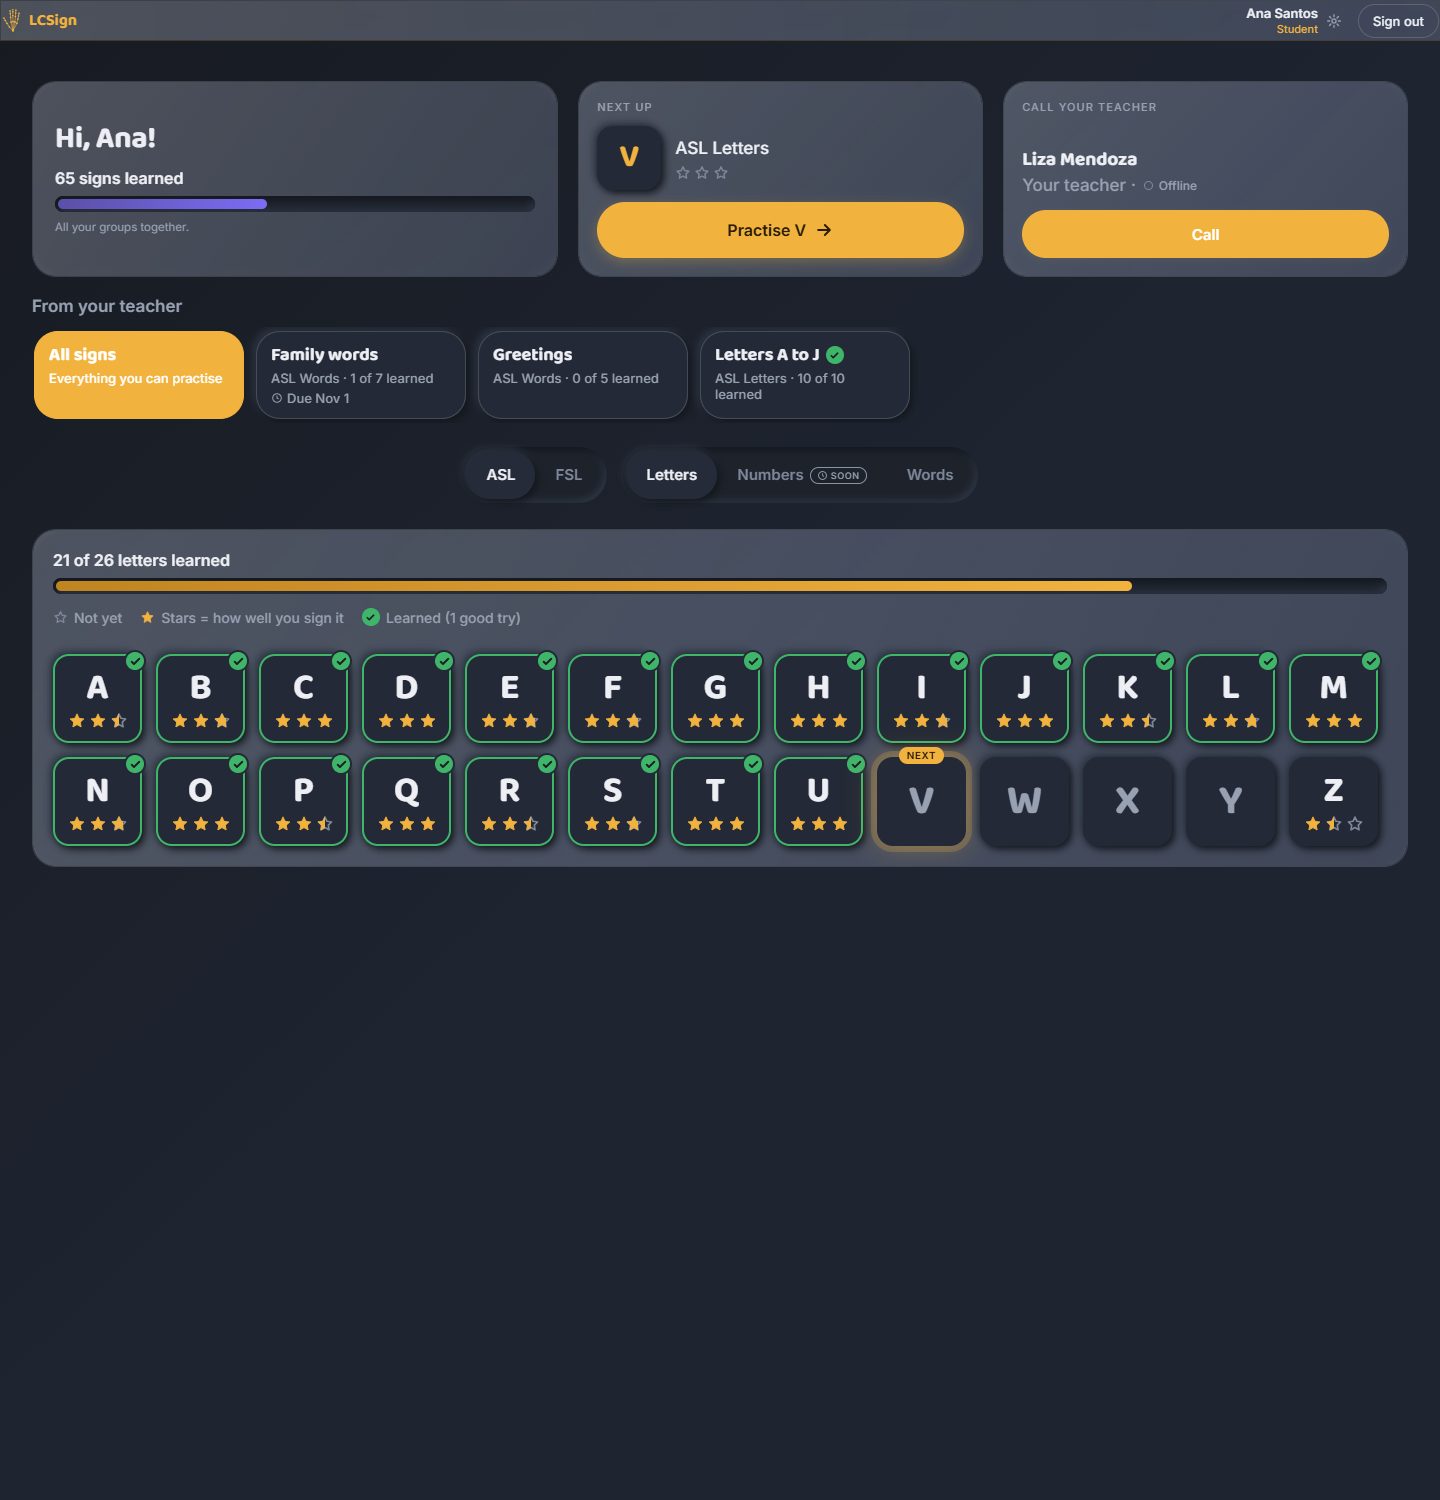 LCSign
Ana Santos
Student
Sign out
Hi, Ana!
65 signs learned
All your groups together.
NEXT UP
V
ASL Letters
Practise V
CALL YOUR TEACHER
Liza Mendoza
Your teacher · Offline
Call
From your teacher
All signs
Everything you can practise
Family words
ASL Words · 1 of 7 learned
Due Nov 1
Greetings
ASL Words · 0 of 5 learned
Letters A to J
ASL Letters · 10 of 10
learned
ASL FSL
Letters Numbers SOON Words
21 of 26 letters learned
Not yet Stars = how well you sign it Learned (1 good try)
A B C D E F G H I J K L M
NEXT
N O P Q R S T U V W X Y Z